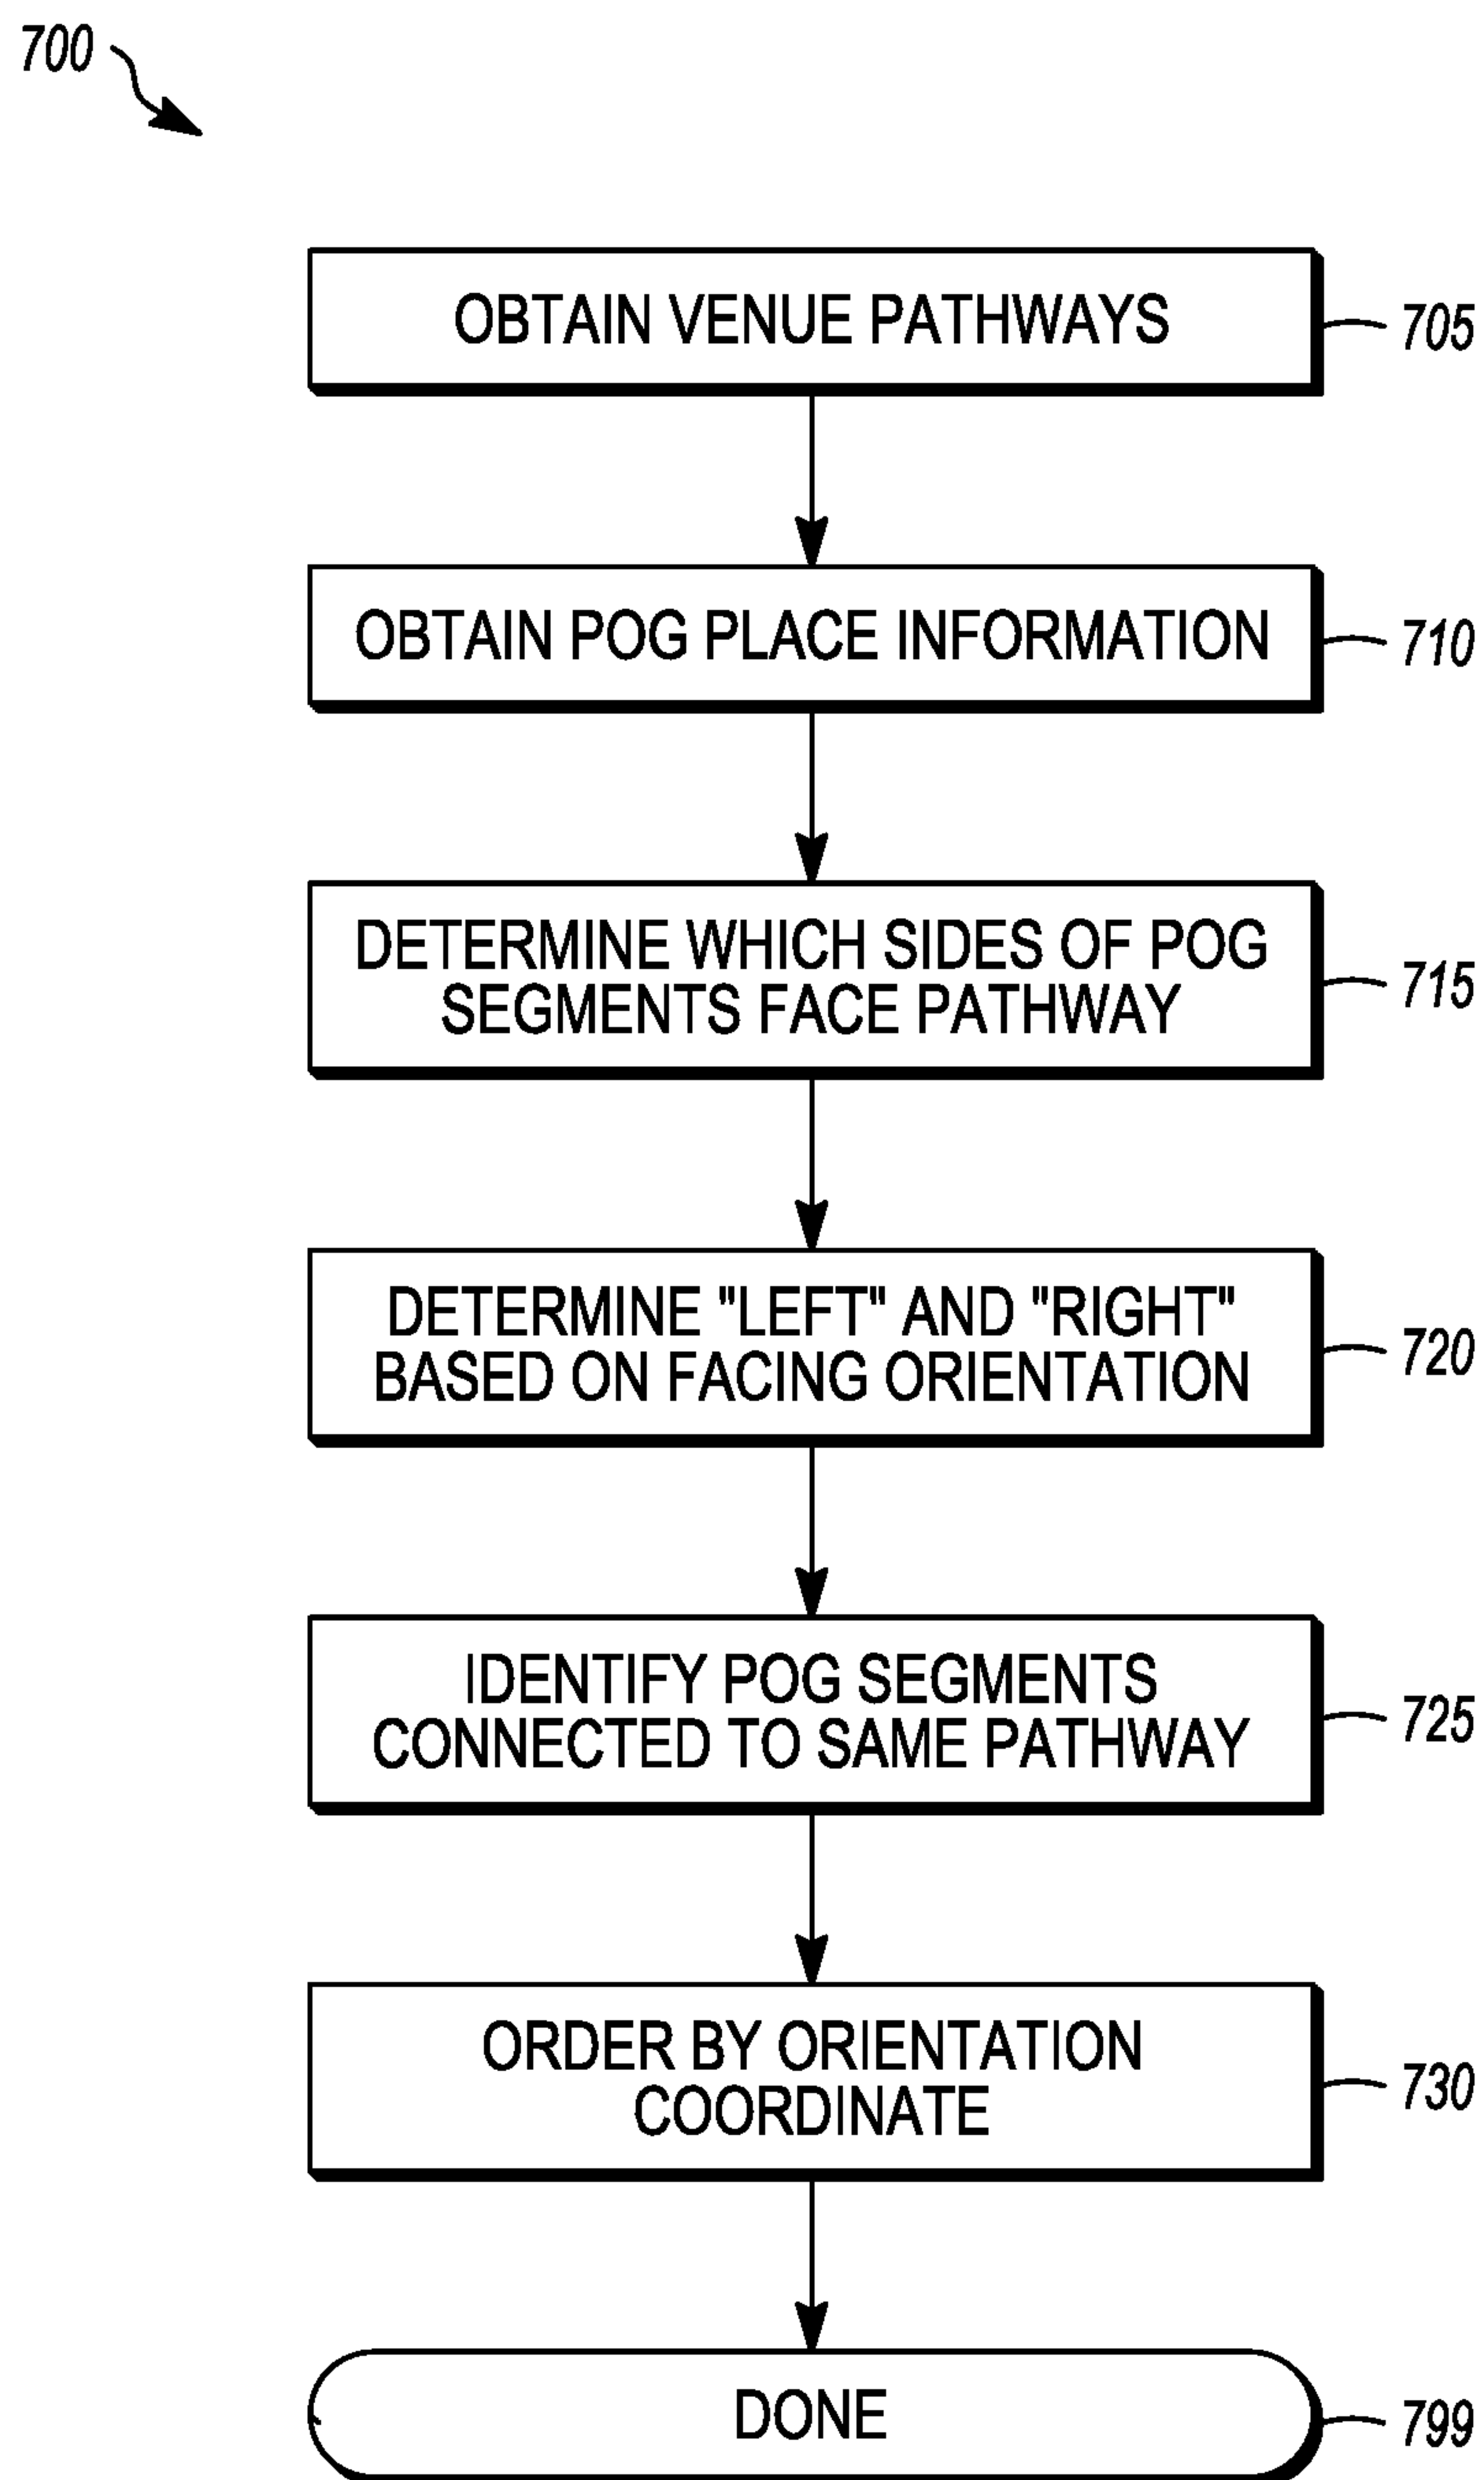 700
OBTAIN VENUE PATHWAYS
705
OBTAIN POG PLACE INFORMATION
710
DETERMINE WHICH SIDES OF POG
SEGMENTS FACE PATHWAY
715
DETERMINE "LEFT" AND "RIGHT"
BASED ON FACING ORIENTATION
720
IDENTIFY POG SEGMENTS
CONNECTED TO SAME PATHWAY
725
ORDER BY ORIENTATION
COORDINATE
730
DONE
799